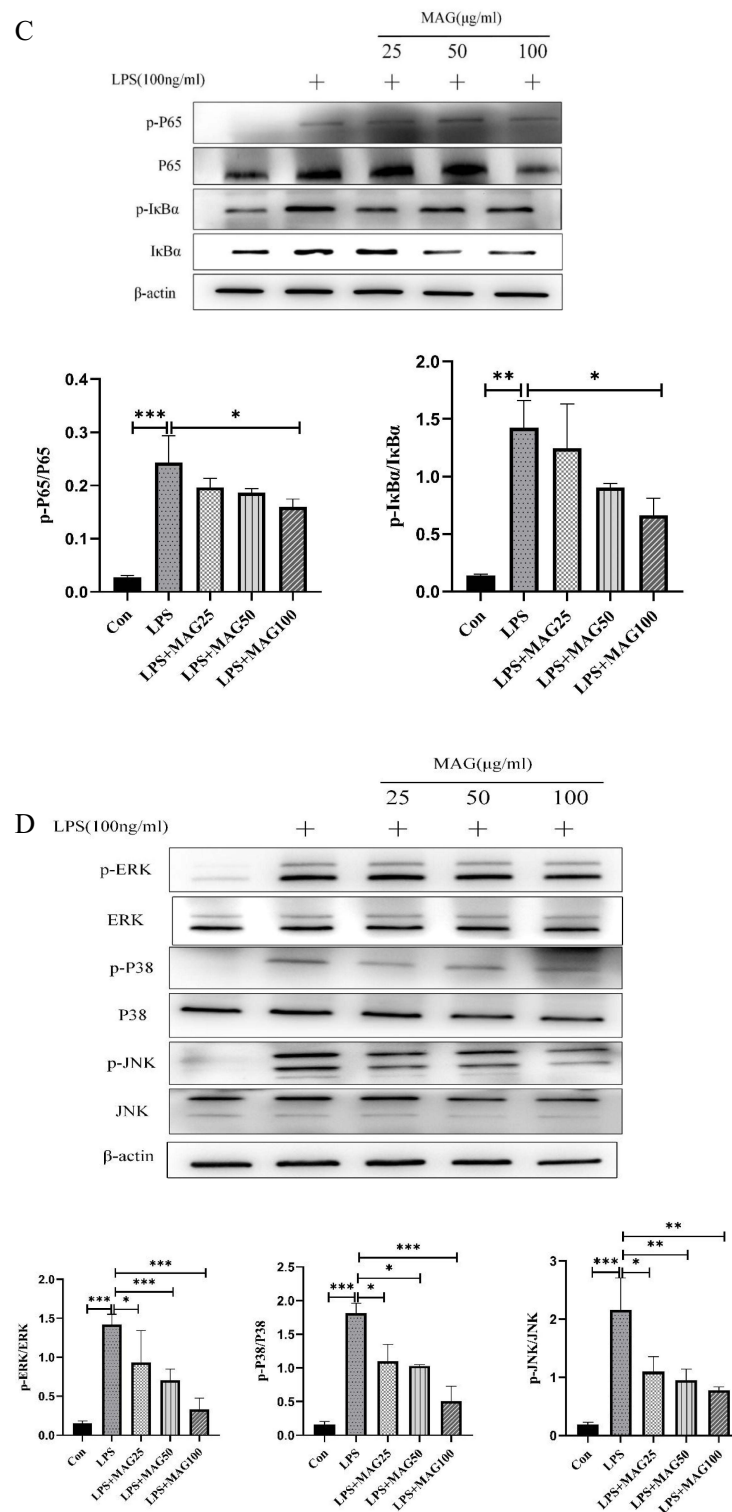 C
MAG(μg/ml)
25 50 100
LPS(100ng/ml) + + + +
p-P65
P65
p-IκBα
IκBα
β-actin
p-P65/P65
0.4
0.3
0.2
0.1
0.0
*** *
Con LPS LPS+MAG25 LPS+MAG50 LPS+MAG100
p-IκBα/IκBα
2.0
1.5
1.0
0.5
0.0
** *
Con LPS LPS+MAG25 LPS+MAG50 LPS+MAG100
D
MAG(μg/ml)
25 50 100
LPS(100ng/ml) + + + +
p-ERK
ERK
p-P38
P38
p-JNK
JNK
β-actin
p-ERK/ERK
2.0
1.5
1.0
0.5
0.0
***
***
*** *
Con LPS LPS+MAG25 LPS+MAG50 LPS+MAG100
p-P38/P38
2.5
2.0
1.5
1.0
0.5
0.0
***
*
*** *
Con LPS LPS+MAG25 LPS+MAG50 LPS+MAG100
p-JNK/JNK
3
2
1
0
**
**
*** *
Con LPS LPS+MAG25 LPS+MAG50 LPS+MAG100